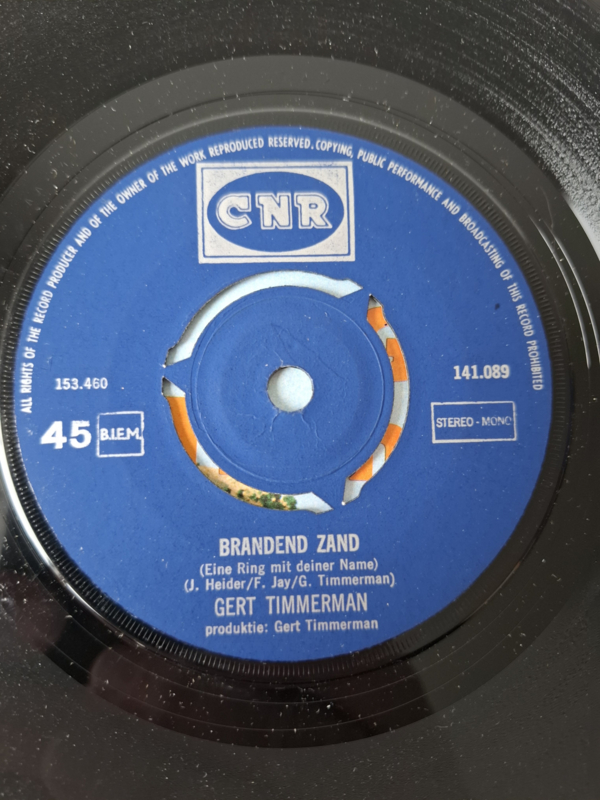 ALL RIGHTS OF THE RECORD PRODUCER AND OF THE OWNER OF THE WORK REPRODUCED RESERVED. COPYING, PUBLIC PERFORMANCE AND BROADCASTING OF THIS RECORD PROHIBITED
CNR
153.460
141.089
45 B.I.E.M.
STEREO - MONO
BRANDEND ZAND
(Eine Ring mit deiner Name)
(J. Heider/F. Jay/G. Timmerman)
GERT TIMMERMAN
produktie: Gert Timmerman